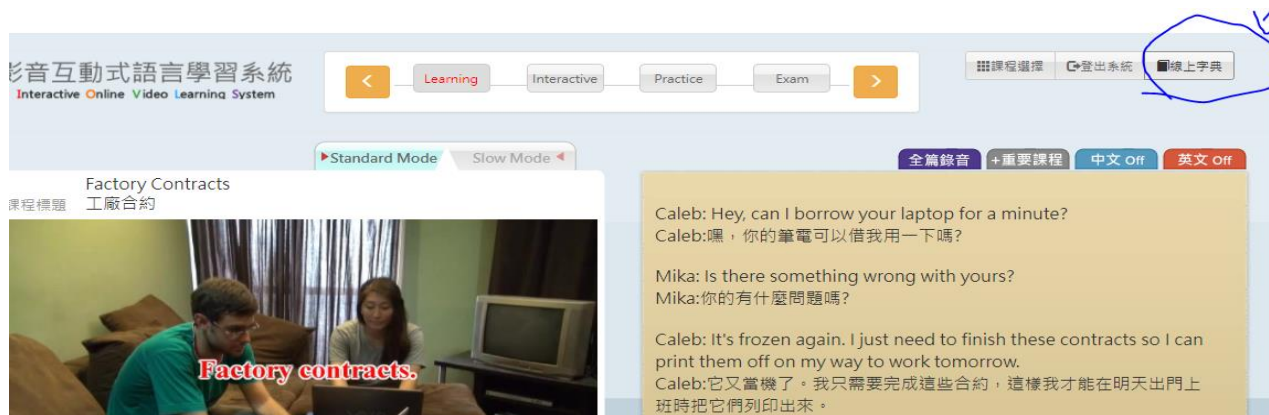 影音互動式語言學習系統
Interactive Online Video Learning System
< Learning Interactive Practice Exam >
課程選擇 登出系統 線上字典
Standard Mode Slow Mode
全篇錄音 +重要課程 中文 Off 英文 Off
Factory Contracts
課程標題 工廠合約
Factory contracts.
Caleb: Hey, can I borrow your laptop for a minute?
Caleb:嘿，你的筆電可以借我用一下嗎?
Mika: Is there something wrong with yours?
Mika:你的有什麼問題嗎?
Caleb: It's frozen again. I just need to finish these contracts so I can
print them off on my way to work tomorrow.
Caleb:它又當機了。我只需要完成這些合約，這樣我才能在明天出門上
班時把它們列印出來。